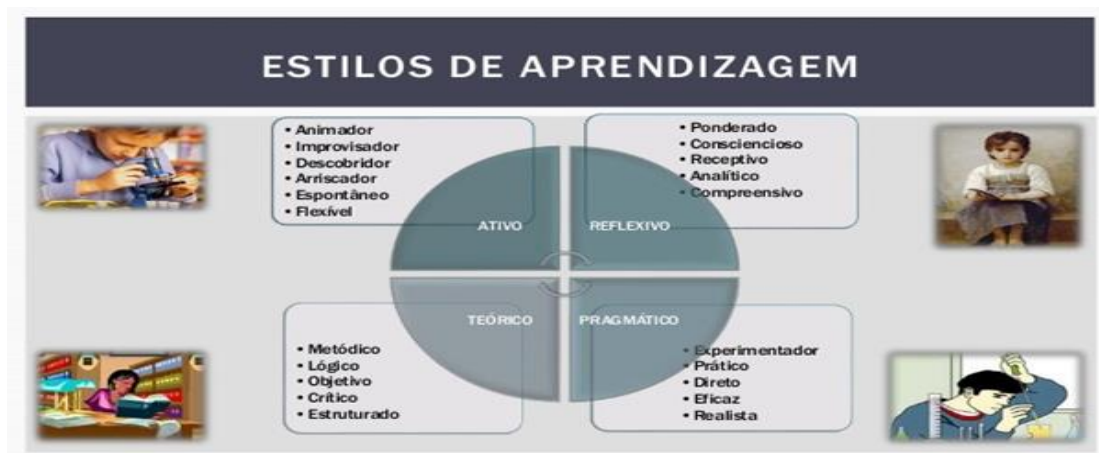 ESTILOS DE APRENDIZAGEM
• Animador
• Improvisador
• Descobridor
• Arriscador
• Espontâneo
• Flexível
ATIVO
• Ponderado
• Consciencioso
• Receptivo
• Analítico
• Compreensivo
REFLEXIVO
TEÓRICO
• Metódico
• Lógico
• Objetivo
• Crítico
• Estruturado
PRAGMÁTICO
• Experimentador
• Prático
• Direto
• Eficaz
• Realista